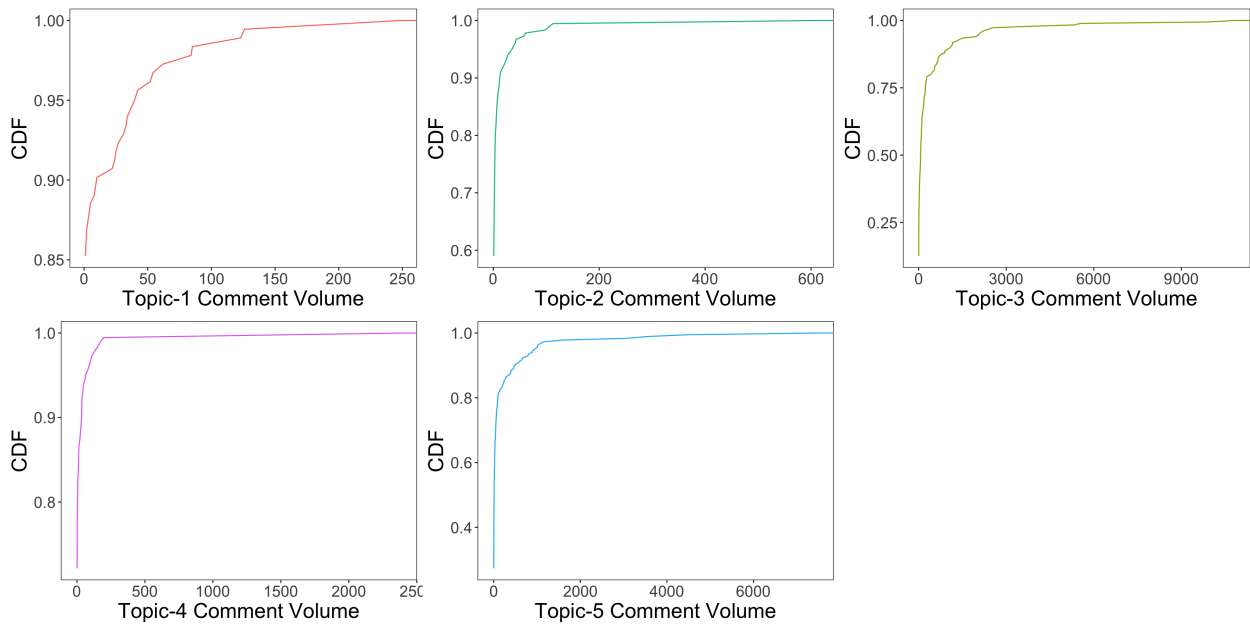 1.00
0.95
0.90
0.85
CDF
0 50 100 150 200 250
Topic-1 Comment Volume
1.0
0.9
0.8
0.7
0.6
CDF
0 200 400 600
Topic-2 Comment Volume
1.00
0.75
0.50
0.25
CDF
0 3000 6000 9000
Topic-3 Comment Volume
1.0
0.9
0.8
CDF
0 500 1000 1500 2000 250
Topic-4 Comment Volume
1.0
0.8
0.6
0.4
CDF
0 2000 4000 6000
Topic-5 Comment Volume